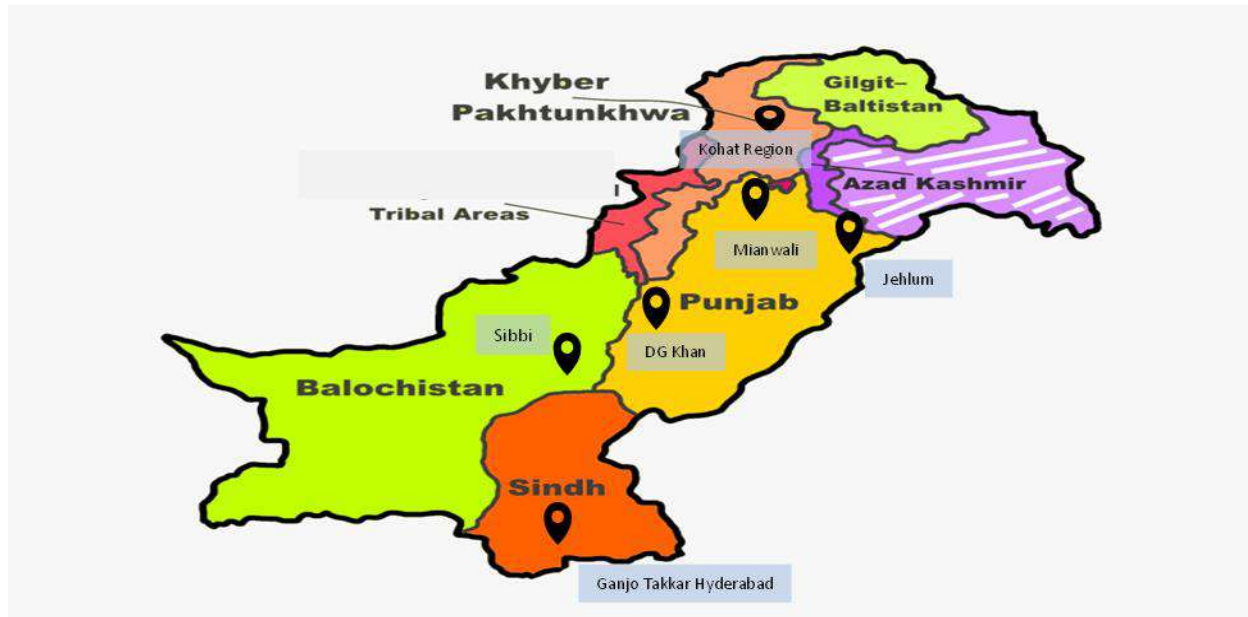 Khyber
Pakhtunkhwa
Gilgit–
Baltistan
Kohat Region
Azad Kashmir
Tribal Areas
Mianwali
Jehlum
Punjab
Sibbi
DG Khan
Balochistan
Sindh
Ganjo Takkar Hyderabad